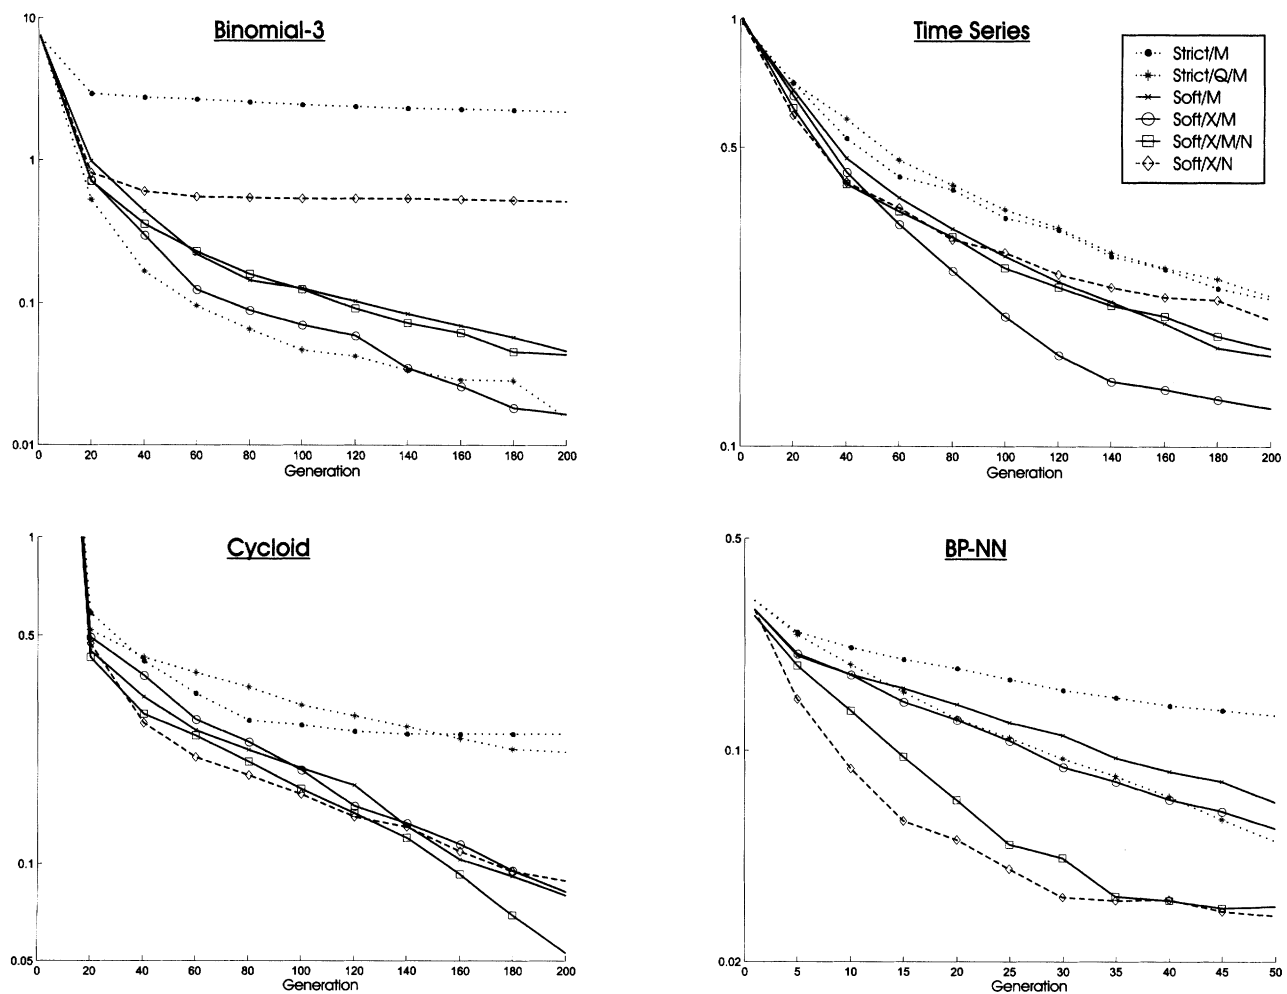 Binomial-3
10
1
0.1
0.01
0 20 40 60 80 100 120 140 160 180 200
Generation
Time Series
1
0.5
0.1
0 20 40 60 80 100 120 140 160 180 200
Generation
Strict/M
Strict/Q/M
Soft/M
Soft/X/M
Soft/X/M/N
Soft/X/N
Cycloid
1
0.5
0.1
0.05
0 20 40 60 80 100 120 140 160 180 200
Generation
BP-NN
0.5
0.1
0.02
0 5 10 15 20 25 30 35 40 45 50
Generation